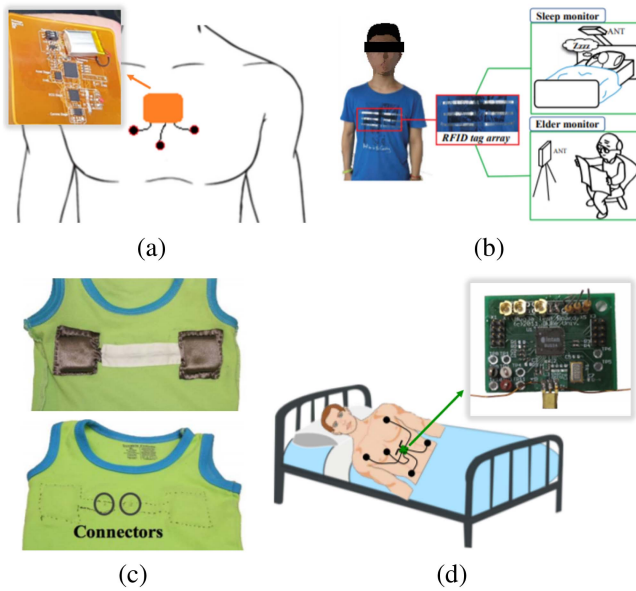 (a)
Sleep monitor
ANT
Zzzz
RFID tag array
Elder monitor
ANT
(b)
Connectors
(c)
(d)